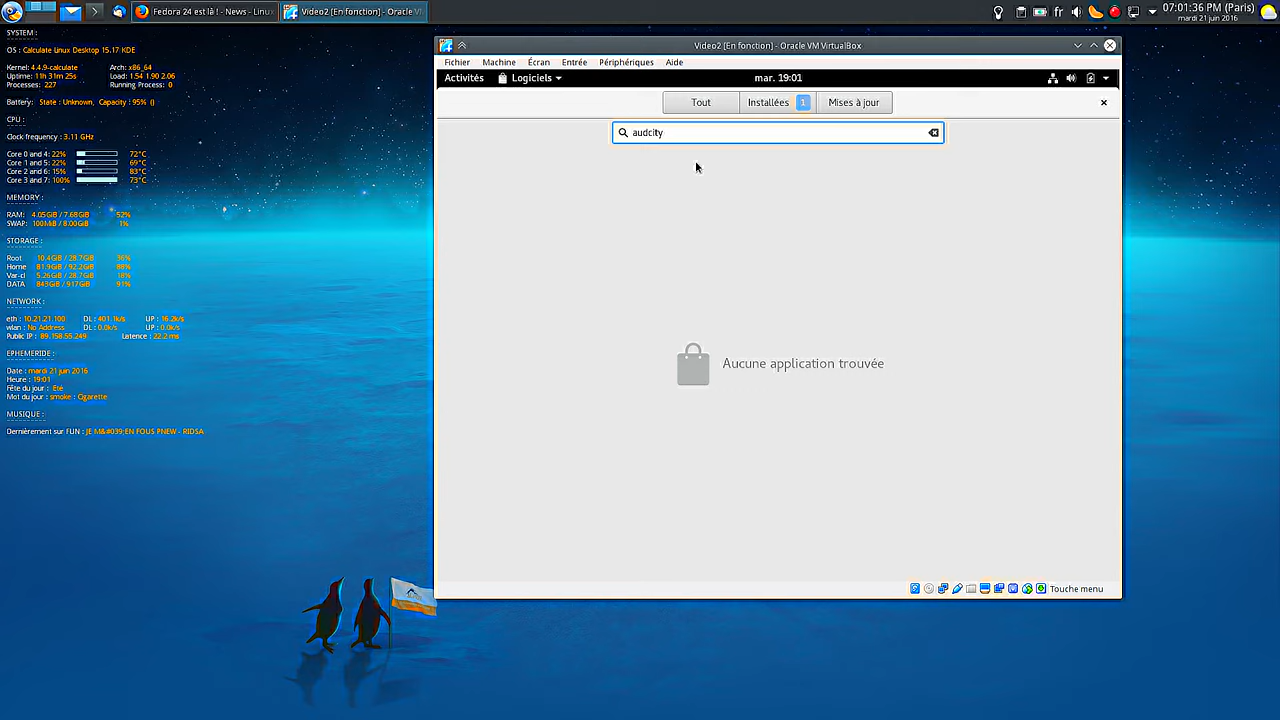 Fedora 24 est là ! - News - Linux
Video2 [En fonction] - Oracle VM
fr
07:01:36 PM (Paris)
mardi 21 juin 2016
SYSTEM :
OS : Calculate Linux Desktop 15.17 KDE
Kernel: 4.4.9-calculate Arch: x86_64
Uptime: 11h 31m 25s Load: 1.54 1.90 2.06
Processes: 227 Running Process: 0
Battery: State : Unknown, Capacity : 95% ()
CPU :
Clock frequency : 3.11 GHz
Core 0 and 4: 22% 72°C
Core 1 and 5: 22% 69°C
Core 2 and 6: 15% 83°C
Core 3 and 7: 100% 73°C
MEMORY :
RAM: 4.05GiB / 7.68GiB 52%
SWAP: 100MiB / 8.00GiB 1%
STORAGE :
Root 10.4GiB / 28.7GiB 36%
Home 81.9GiB / 92.2GiB 88%
Var-cl 5.26GiB / 28.7GiB 18%
DATA 843GiB / 917GiB 91%
NETWORK :
eth : 10.21.21.100 DL : 401.1k/s UP : 16.2k/s
wlan : No Address DL : 0.0k/s UP : 0.0k/s
Public IP : 89.158.55.249 Latence : 22.2 ms
EPHEMERIDE :
Date : mardi 21 juin 2016
Heure : 19:01
Fête du jour : Eté
Mot du jour : smoke : Cigarette
MUSIQUE :
Dernièrement sur FUN : JE M&#039;EN FOUS PNEW - RIDSA
Video2 [En fonction] - Oracle VM VirtualBox
Fichier Machine Écran Entrée Périphériques Aide
Activités Logiciels mar. 19:01
Tout Installées 1 Mises à jour
audcity
Aucune application trouvée
Touche menu